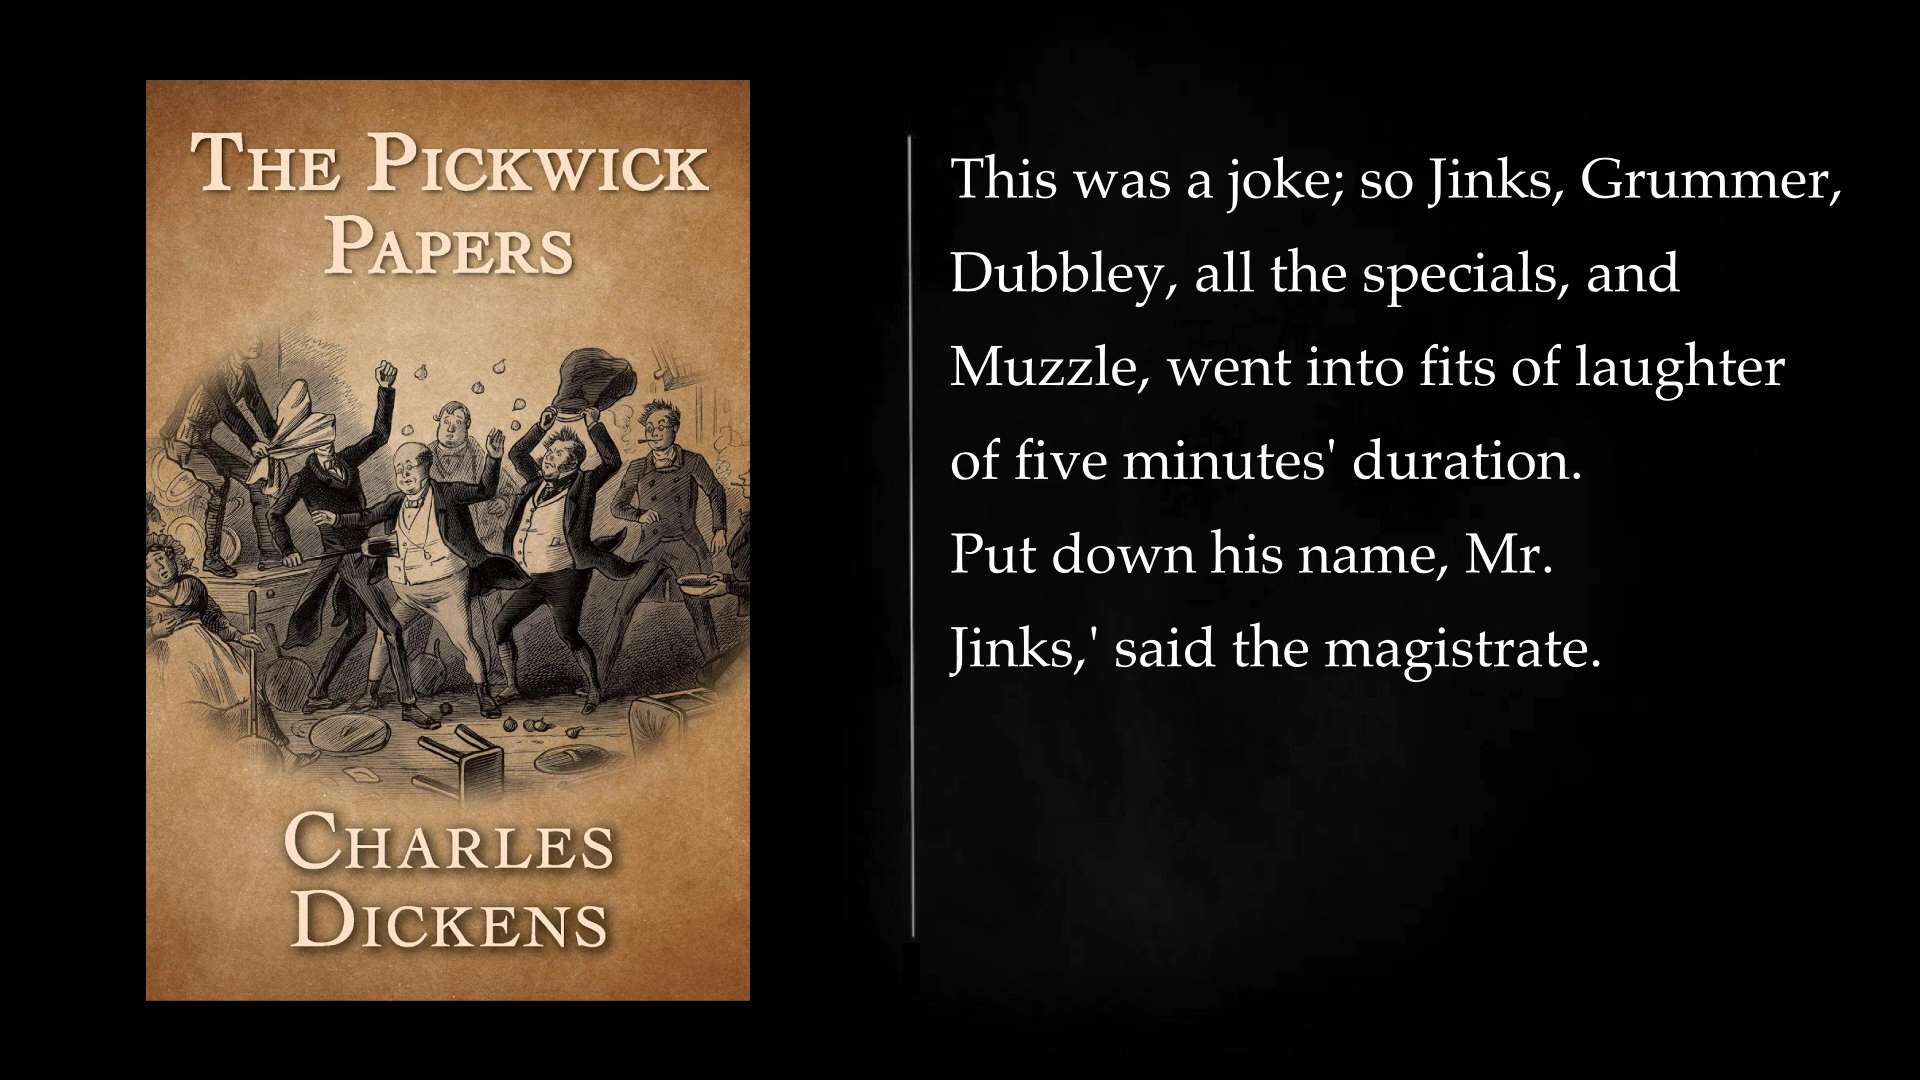 The Pickwick
Papers
Charles
Dickens
This was a joke; so Jinks, Grummer,
Dubbley, all the specials, and
Muzzle, went into fits of laughter
of five minutes' duration.
Put down his name, Mr.
Jinks,' said the magistrate.